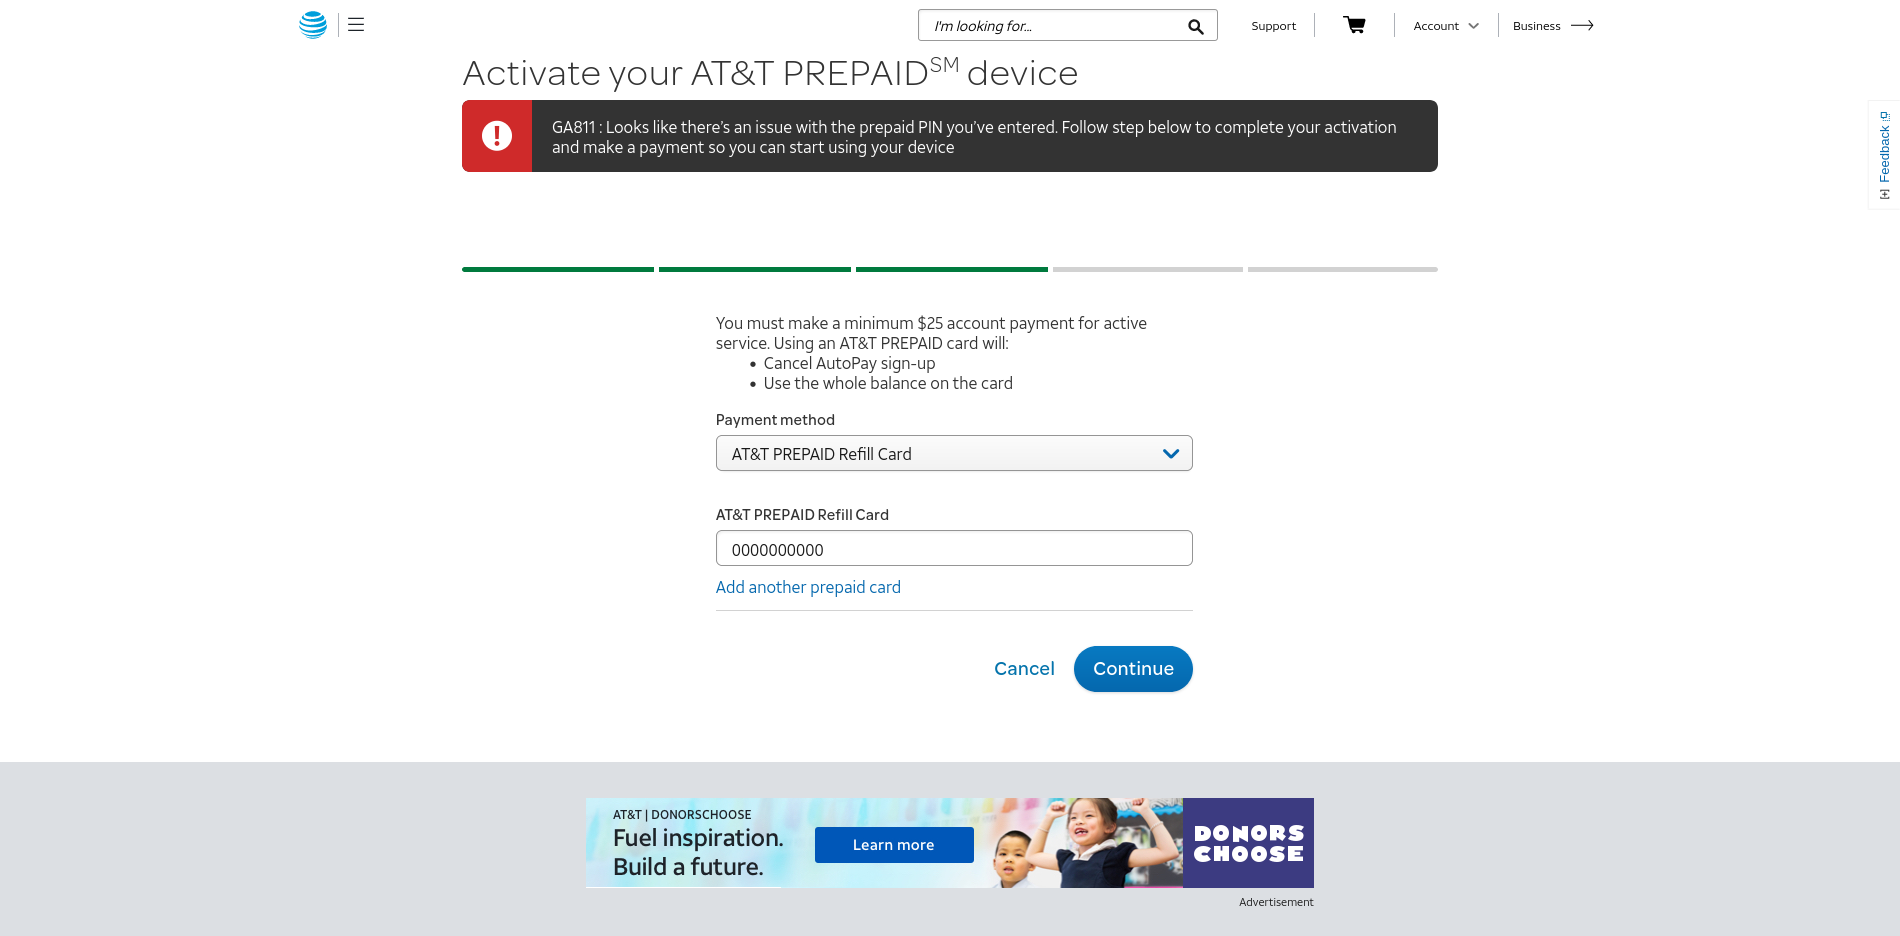 I'm looking for...
Support
Account
Business
Activate your AT&T PREPAID℠ device
GA811 : Looks like there's an issue with the prepaid PIN you've entered. Follow step below to complete your activation
and make a payment so you can start using your device
[+] Feedback
You must make a minimum $25 account payment for active
service. Using an AT&T PREPAID card will:
• Cancel AutoPay sign-up
• Use the whole balance on the card
Payment method
AT&T PREPAID Refill Card
AT&T PREPAID Refill Card
0000000000
Add another prepaid card
Cancel
Continue
AT&T | DONORSCHOOSE
Fuel inspiration.
Build a future.
Learn more
DONORS
CHOOSE
Advertisement